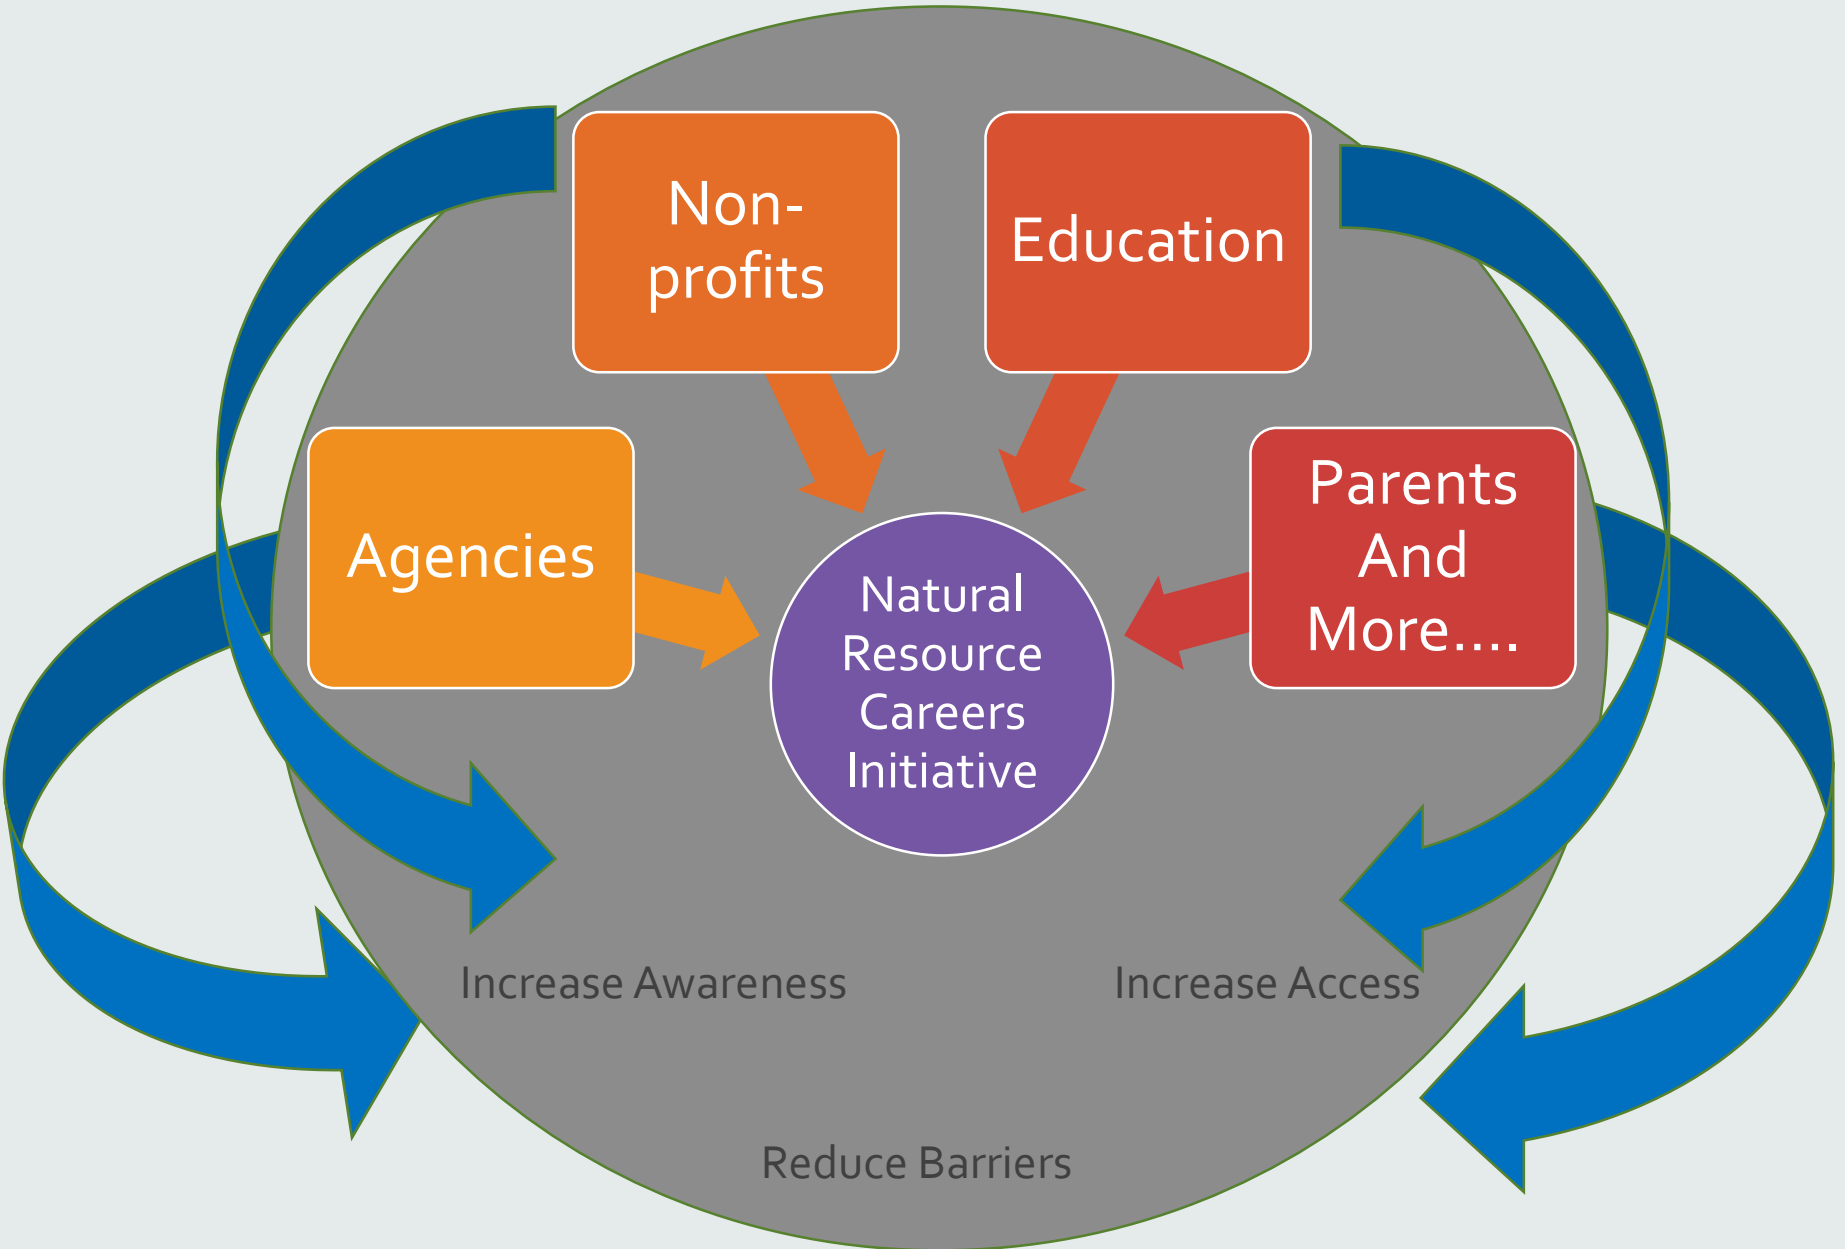 Non-
profits
Education
Agencies
Parents
And
More....
Natural
Resource
Careers
Initiative
Increase Awareness
Increase Access
Reduce Barriers